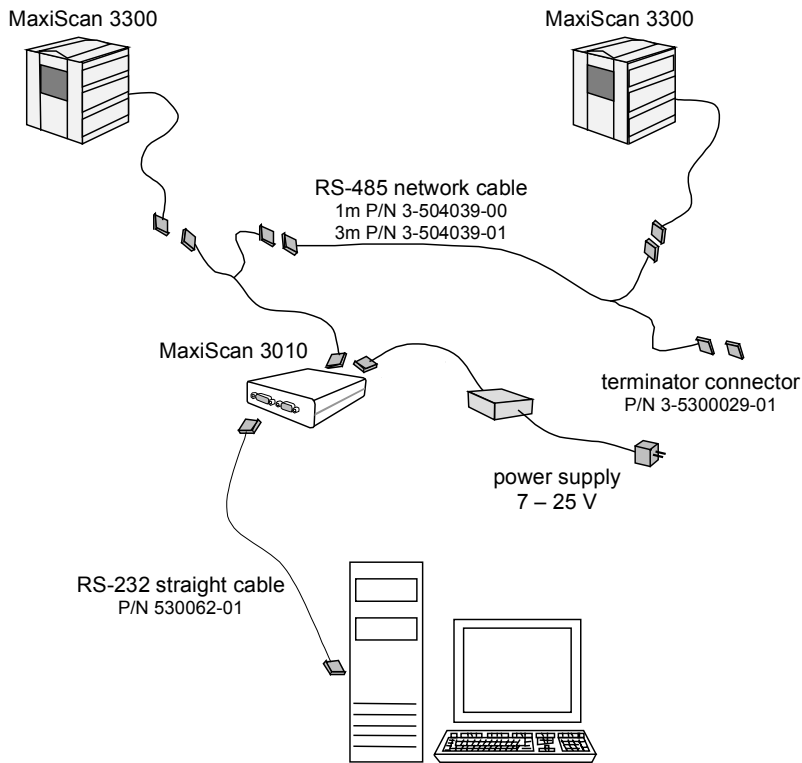 MaxiScan 3300
MaxiScan 3300
RS-485 network cable
1m P/N 3-504039-00
3m P/N 3-504039-01
MaxiScan 3010
terminator connector
P/N 3-5300029-01
power supply
7 – 25 V
RS-232 straight cable
P/N 530062-01